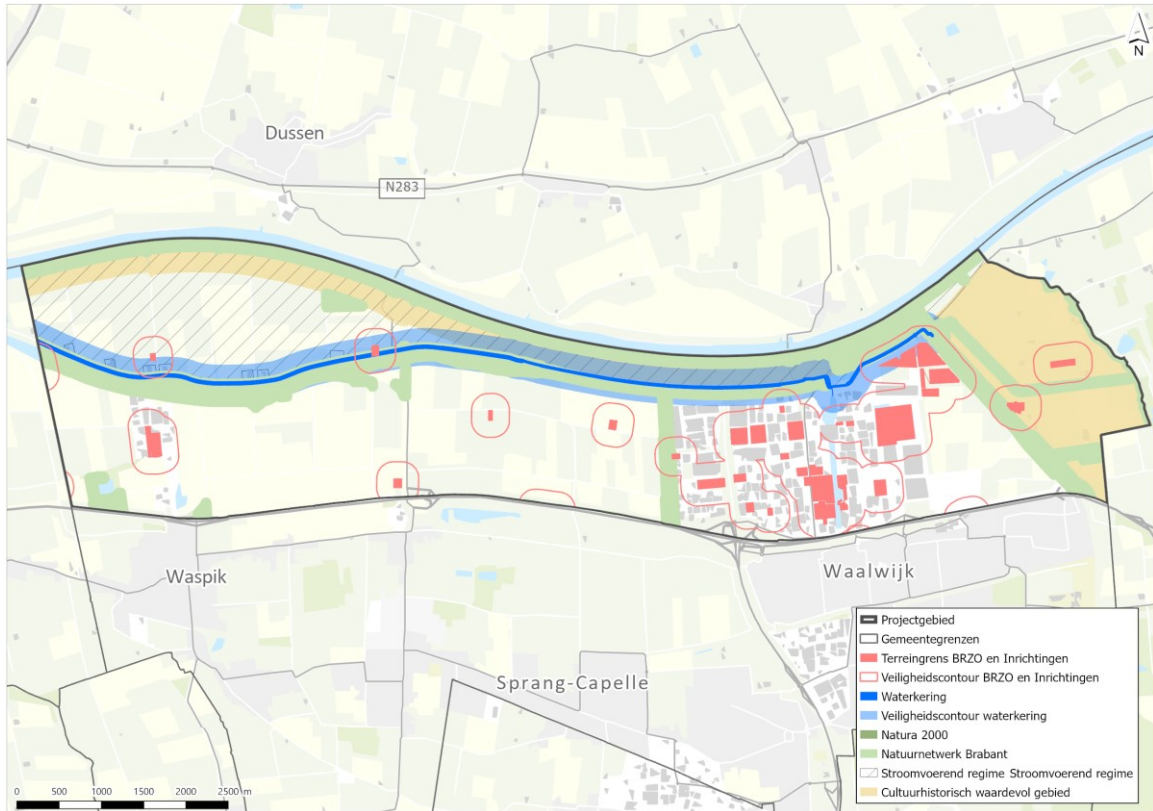 N
Dussen
N283
Waspik
Waalwijk
Sprang-Capelle
Projectgebied
Gemeentegrenzen
Terreingrens BRZO en Inrichtingen
Veiligheidscontour BRZO en Inrichtingen
Waterkering
Veiligheidscontour waterkering
Natura 2000
Natuurnetwerk Brabant
Stroomvoerend regime Stroomvoerend regime
Cultuurhistorisch waardevol gebied
0 500 1000 1500 2000 2500 m